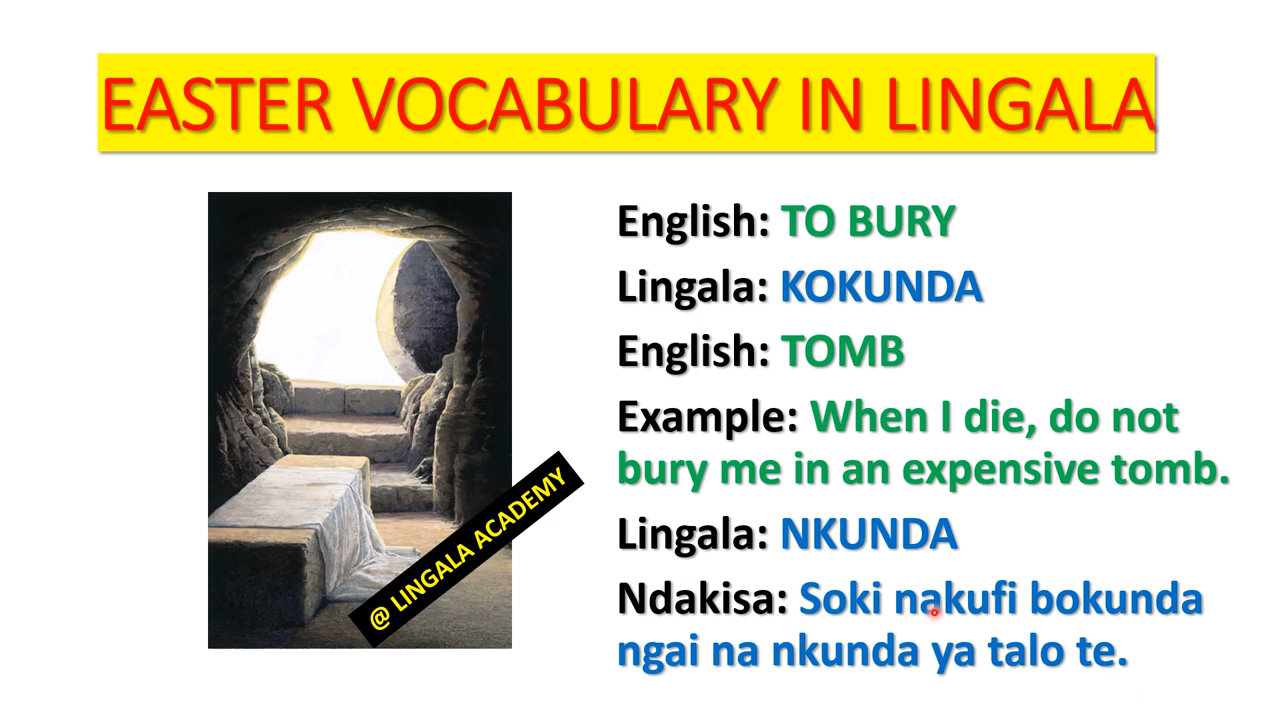 EASTER VOCABULARY IN LINGALA
English: TO BURY
Lingala: KOKUNDA
English: TOMB
Example: When I die, do not
bury me in an expensive tomb.
Lingala: NKUNDA
Ndakisa: Soki nakufi bokunda
ngai na nkunda ya talo te.
@ LINGALA ACADEMY